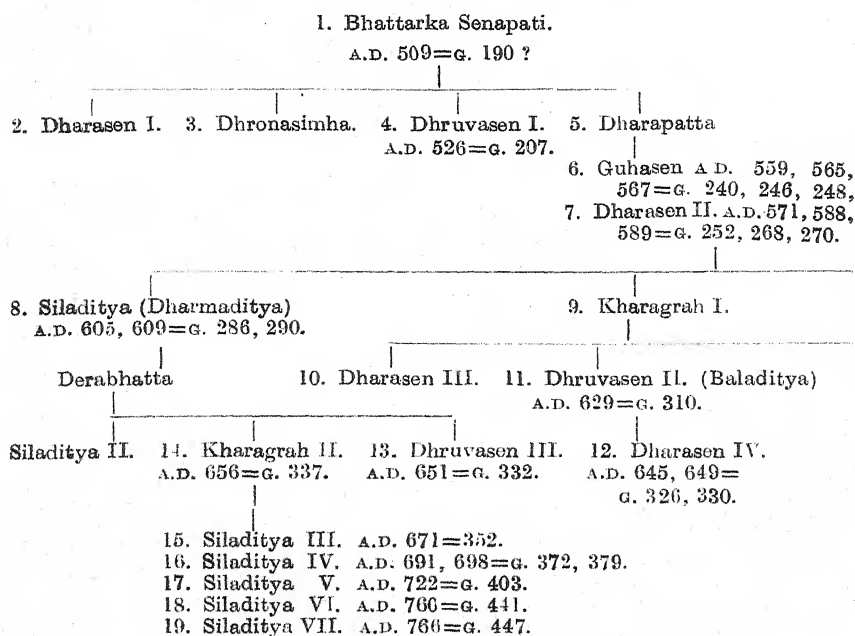 1. Bhattarka Senapati.
A.D. 509=G. 190 ?
2. Dharasen I. 3. Dhronasimha. 4. Dhruvasen I. 5. Dharapatta
A.D. 526=G. 207.
6. Guhasen A D. 559, 565,
567=G. 240, 246, 248,
7. Dharasen II. A.D. 571, 588,
589=G. 252, 268, 270.
8. Siladitya (Dharmaditya) 9. Kharagrah I.
A.D. 605, 609=G. 286, 290.
Derabhatta 10. Dharasen III. 11. Dhruvasen II. (Baladitya)
A.D. 629=G. 310.
Siladitya II. 14. Kharagrah II. 13. Dhruvasen III. 12. Dharasen IV.
A.D. 656=G. 337. A.D. 651=G. 332. A.D. 645, 649=
G. 326, 330.
15. Siladitya III. A.D. 671=352.
16. Siladitya IV. A.D. 691, 698=G. 372, 379.
17. Siladitya V. A.D. 722=G. 403.
18. Siladitya VI. A.D. 760=G. 441.
19. Siladitya VII. A.D. 766=G. 447.